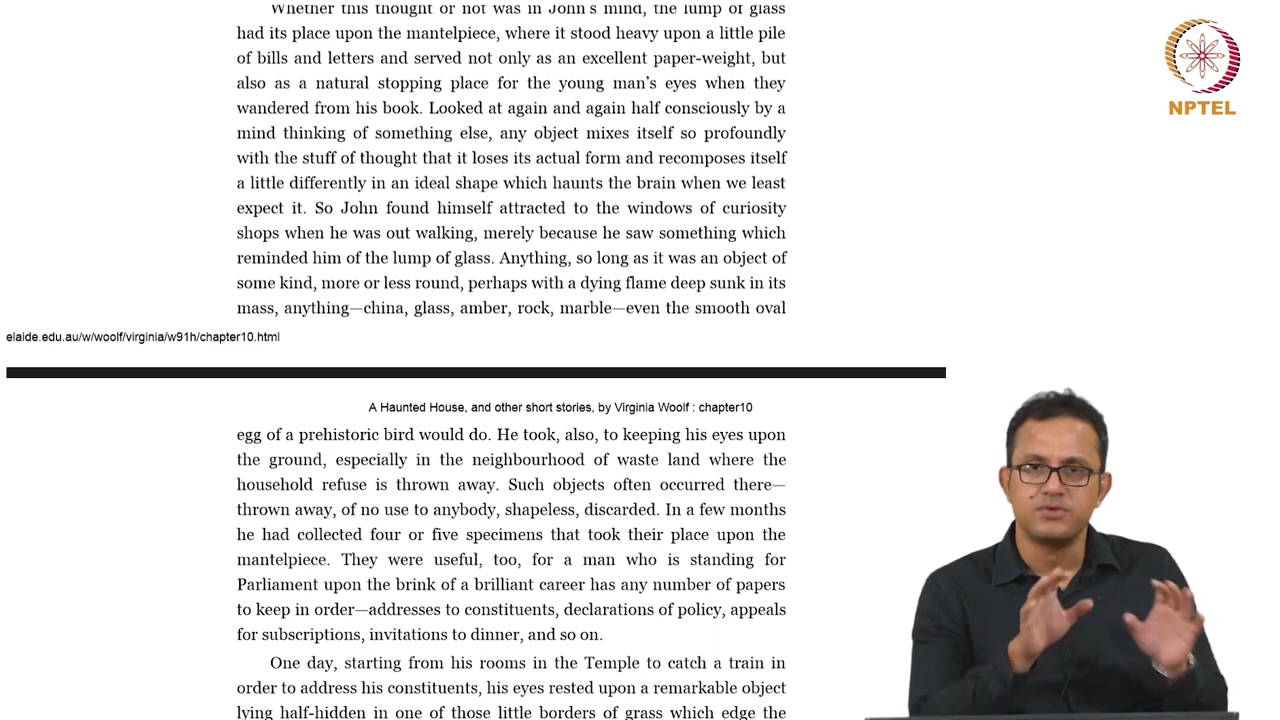 Whether this thought or not was in John's mind, the lump of glass
had its place upon the mantelpiece, where it stood heavy upon a little pile
of bills and letters and served not only as an excellent paper-weight, but
also as a natural stopping place for the young man's eyes when they
wandered from his book. Looked at again and again half consciously by a
mind thinking of something else, any object mixes itself so profoundly
with the stuff of thought that it loses its actual form and recomposes itself
a little differently in an ideal shape which haunts the brain when we least
expect it. So John found himself attracted to the windows of curiosity
shops when he was out walking, merely because he saw something which
reminded him of the lump of glass. Anything, so long as it was an object of
some kind, more or less round, perhaps with a dying flame deep sunk in its
mass, anything—china, glass, amber, rock, marble—even the smooth oval
elaide.edu.au/w/woolf/virginia/w91h/chapter10.html
A Haunted House, and other short stories, by Virginia Woolf : chapter10
egg of a prehistoric bird would do. He took, also, to keeping his eyes upon
the ground, especially in the neighbourhood of waste land where the
household refuse is thrown away. Such objects often occurred there—
thrown away, of no use to anybody, shapeless, discarded. In a few months
he had collected four or five specimens that took their place upon the
mantelpiece. They were useful, too, for a man who is standing for
Parliament upon the brink of a brilliant career has any number of papers
to keep in order—addresses to constituents, declarations of policy, appeals
for subscriptions, invitations to dinner, and so on.
One day, starting from his rooms in the Temple to catch a train in
order to address his constituents, his eyes rested upon a remarkable object
lying half-hidden in one of those little borders of grass which edge the
NPTEL